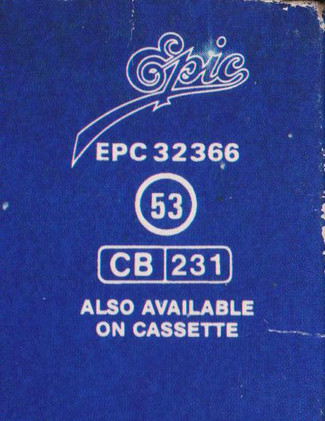 Epic
EPC 32366
53
CB 231
ALSO AVAILABLE
ON CASSETTE